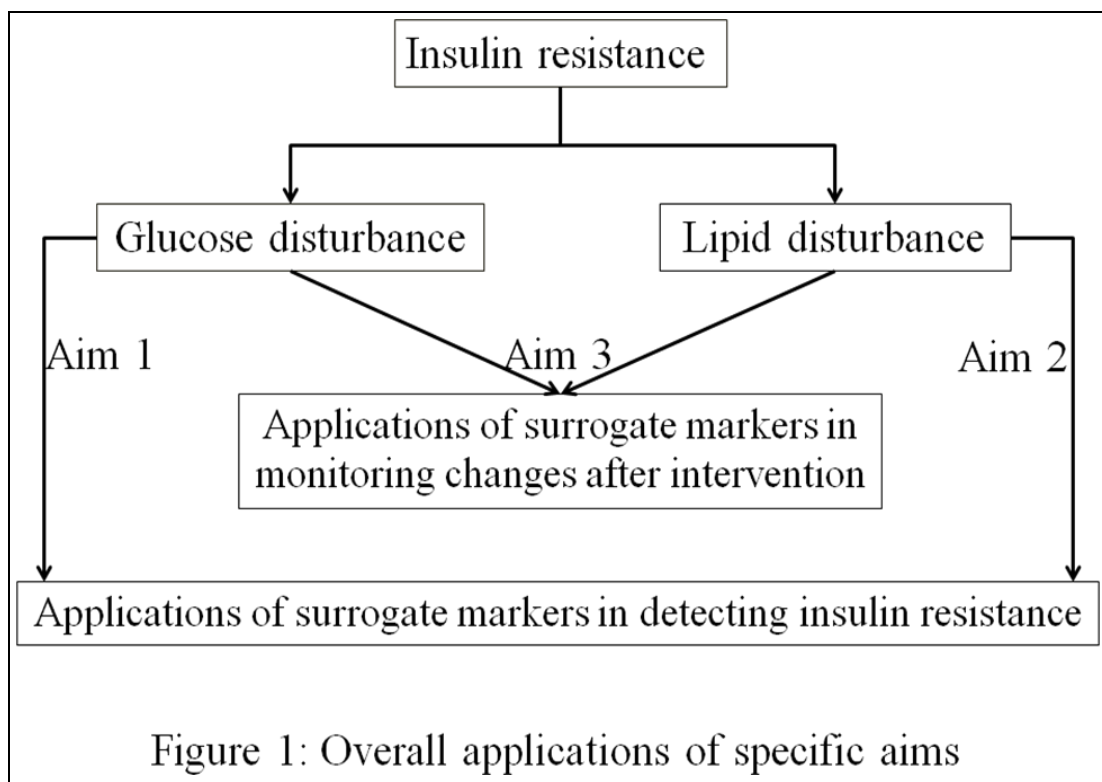 Insulin resistance
Glucose disturbance
Lipid disturbance
Aim 1
Aim 3
Aim 2
Applications of surrogate markers in
monitoring changes after intervention
Applications of surrogate markers in detecting insulin resistance
Figure 1: Overall applications of specific aims